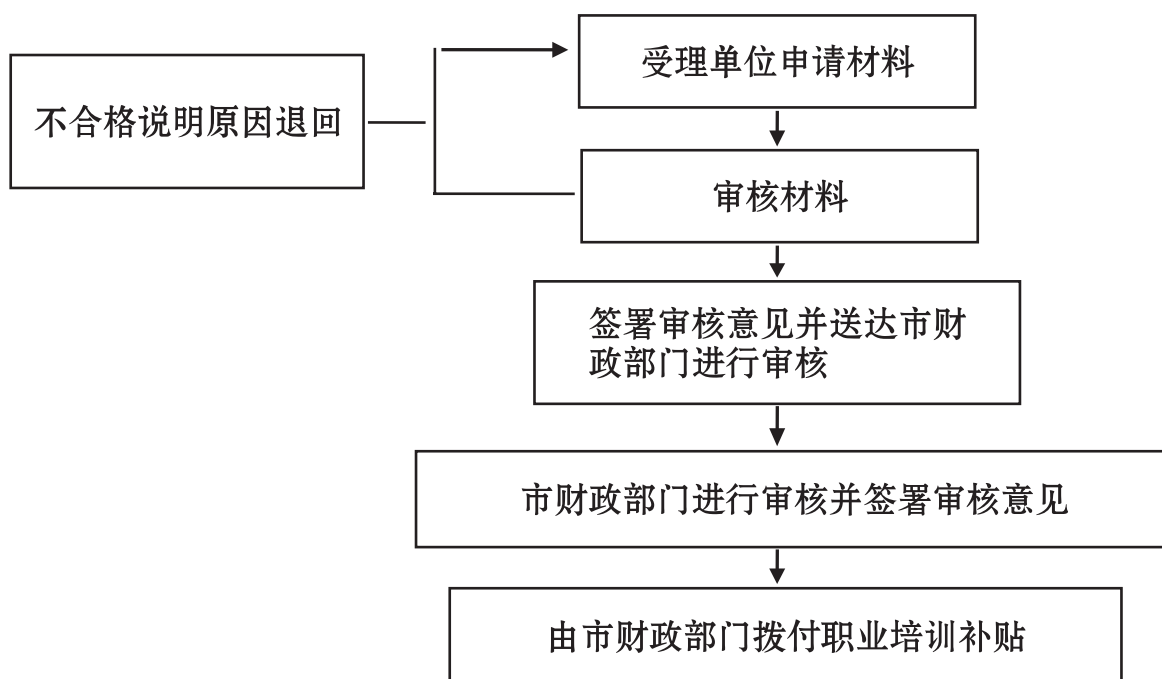 受理单位申请材料
不合格说明原因退回
审核材料
签署审核意见并送达市财
政部门进行审核
市财政部门进行审核并签署审核意见
由市财政部门拨付职业培训补贴